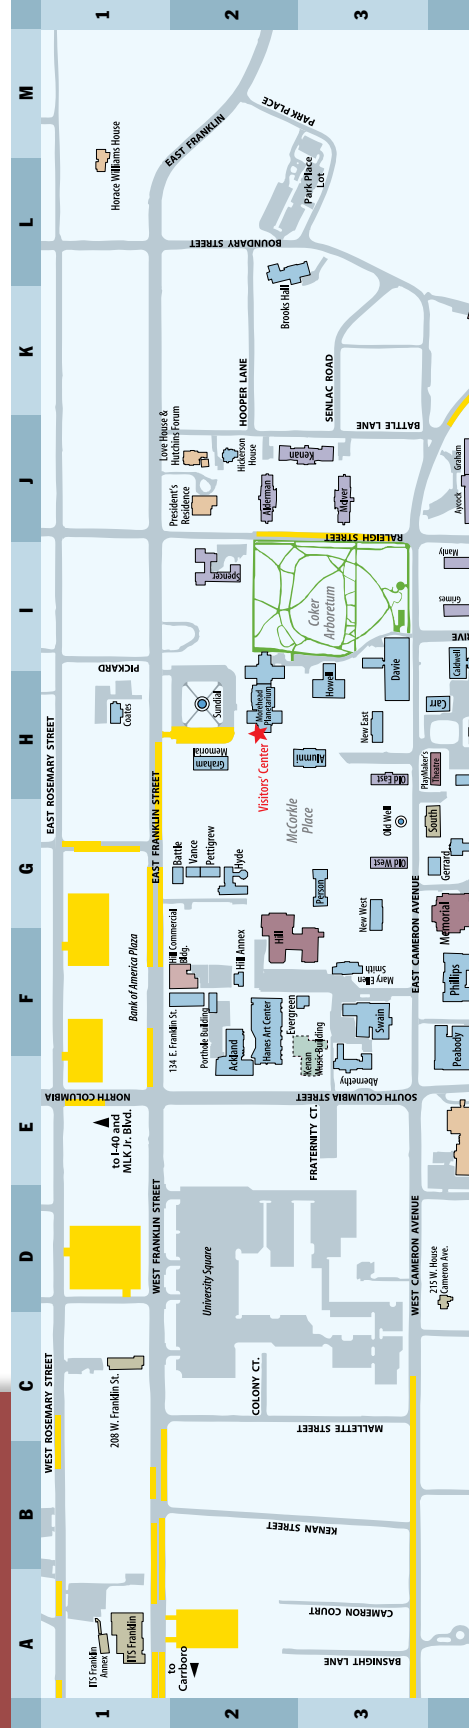 1
2
3
M
L
K
J
I
H
G
F
E
D
C
B
A
PARK PLACE
EAST FRANKLIN
Horace Williams House
Park Place
Lot
BOUNDARY STREET
Brooks Hall
HOOPER LANE
SENLAC ROAD
BATTLE LANE
Love House &
Hutchins Forum
Hickerson
House
Kenan
President's
Residence
Alderman
McIver
Aycock
Graham
RALEIGH STREET
Spencer
Coker
Arboretum
Manly
Grimes
PICKARD
Coates
Sundial
Morehead
Planetarium
Howell
Davie
Caldwell
RIVE
Carr
EAST ROSEMARY STREET
EAST FRANKLIN STREET
Graham
Memorial
Visitors' Center
Alumni
New East
Old East
PlayMaker's
Theatre
McCorkle
Place
Old Well
South
Battle
Vance
Pettigrew
Hyde
Person
Old West
Gerrard
New West
EAST CAMERON AVENUE
Memorial
Bank of America Plaza
Hill Commercial
Bldg.
Hill Annex
Hill
Mary Ellen
Smith
Phillips
134 E. Franklin St.
Porthole Building
Ackland
Hanes Art Center
Evergreen
Kenan
Music Building
Swain
Abernethy
Peabody
NORTH COLUMBIA
SOUTH COLUMBIA STREET
to I-40 and
MLK Jr. Blvd.
FRATERNITY CT.
WEST FRANKLIN STREET
University Square
WEST CAMERON AVENUE
215 W. House
Cameron Ave.
WEST ROSEMARY STREET
208 W. Franklin St.
COLONY CT.
MALLETTE STREET
KENAN STREET
CAMERON COURT
BASNIGHT LANE
ITS Franklin
Annex
ITS Franklin
to
Carrboro
1
2
3